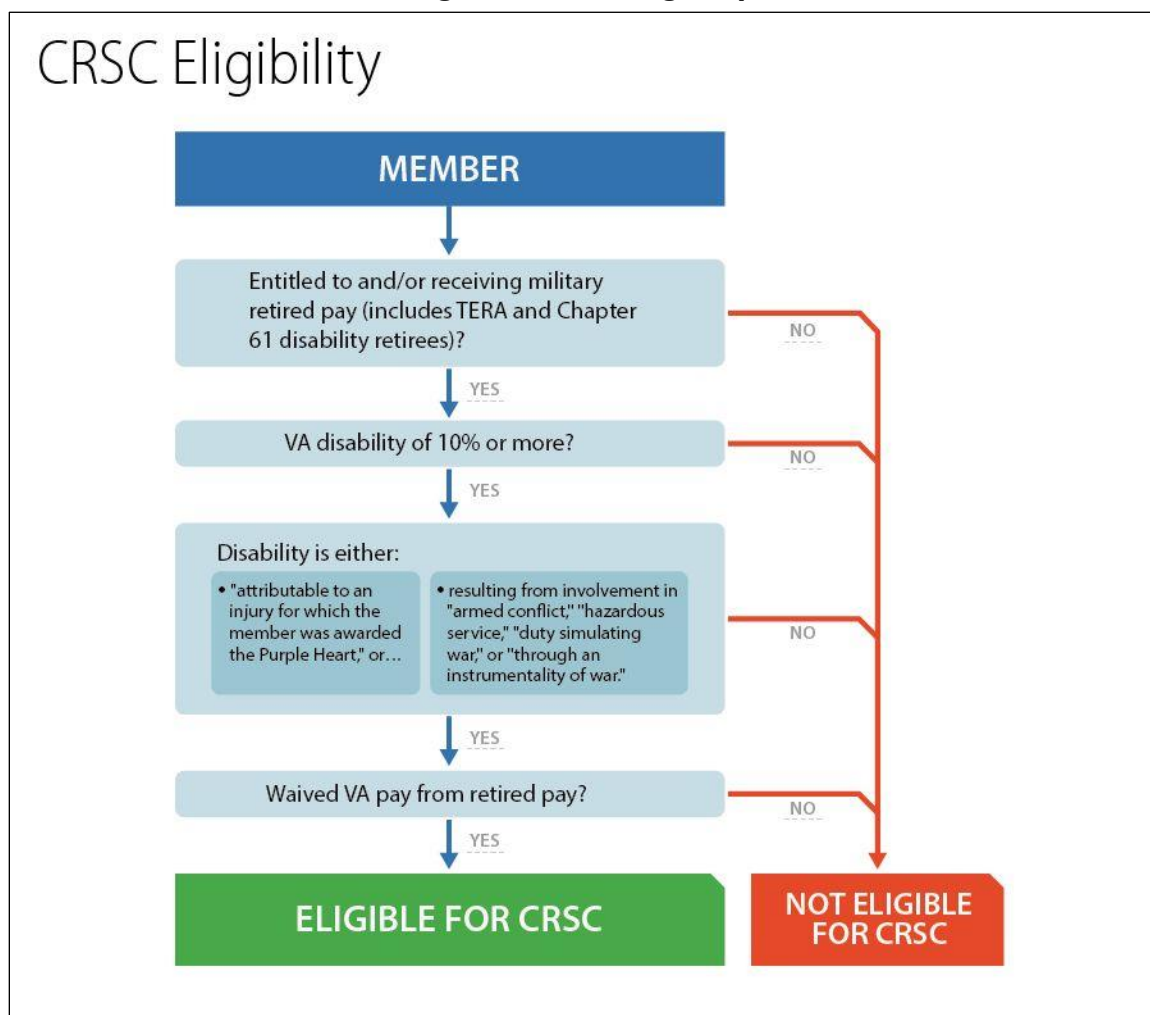 CRSC Eligibility
MEMBER
Entitled to and/or receiving military
retired pay (includes TERA and Chapter
61 disability retirees)?
NO
YES
VA disability of 10% or more?
NO
YES
Disability is either:
• "attributable to an
injury for which the
member was awarded
the Purple Heart," or...
• resulting from involvement in
"armed conflict," "hazardous
service," "duty simulating
war," or "through an
instrumentality of war."
NO
YES
Waived VA pay from retired pay?
NO
YES
ELIGIBLE FOR CRSC
NOT ELIGIBLE
FOR CRSC